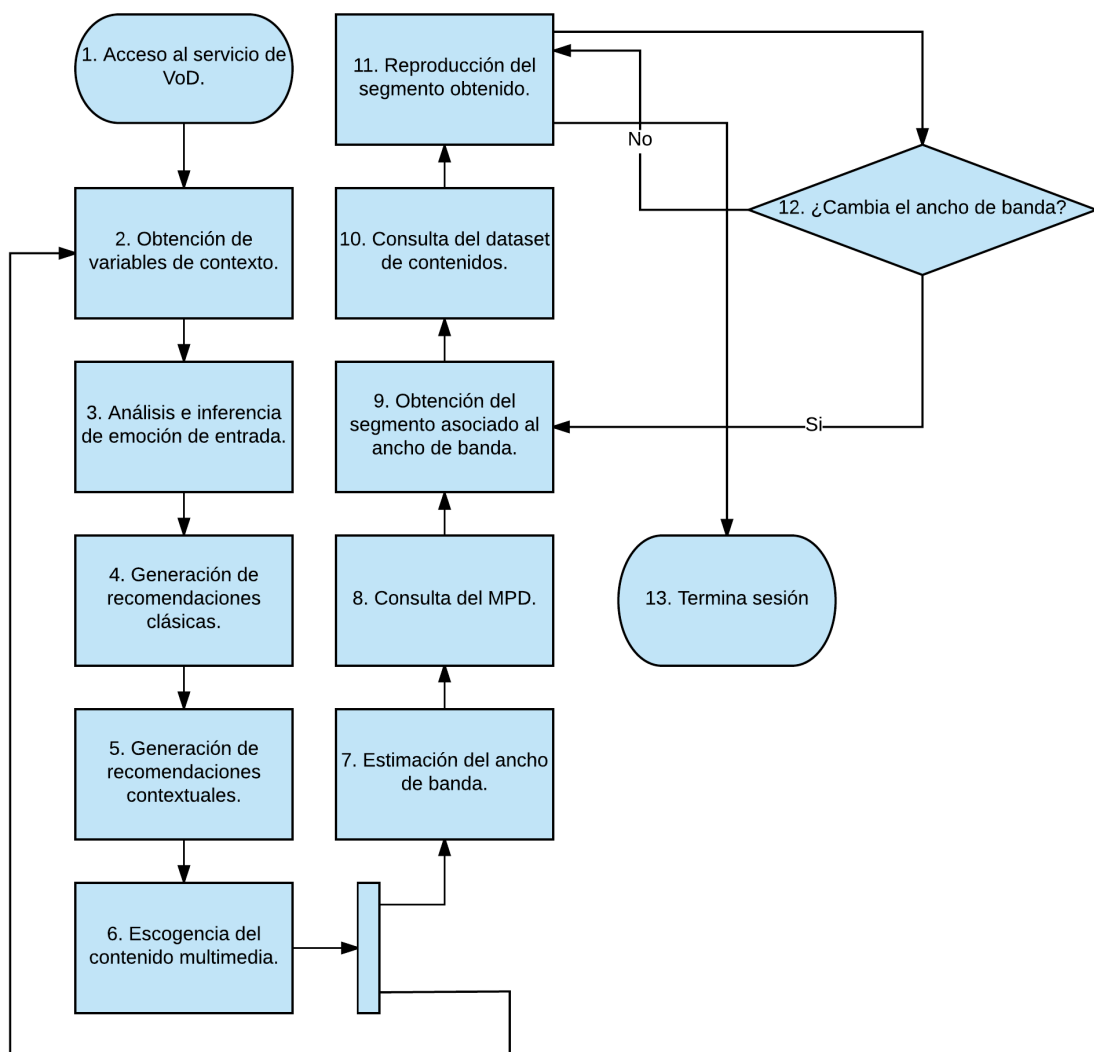 1. Acceso al servicio de
VoD.
2. Obtención de
variables de contexto.
3. Análisis e inferencia
de emoción de entrada.
4. Generación de
recomendaciones
clásicas.
5. Generación de
recomendaciones
contextuales.
6. Escogencia del
contenido multimedia.
7. Estimación del ancho
de banda.
8. Consulta del MPD.
9. Obtención del
segmento asociado al
ancho de banda.
10. Consulta del dataset
de contenidos.
11. Reproducción del
segmento obtenido.
No
12. ¿Cambia el ancho de banda?
Si
13. Termina sesión